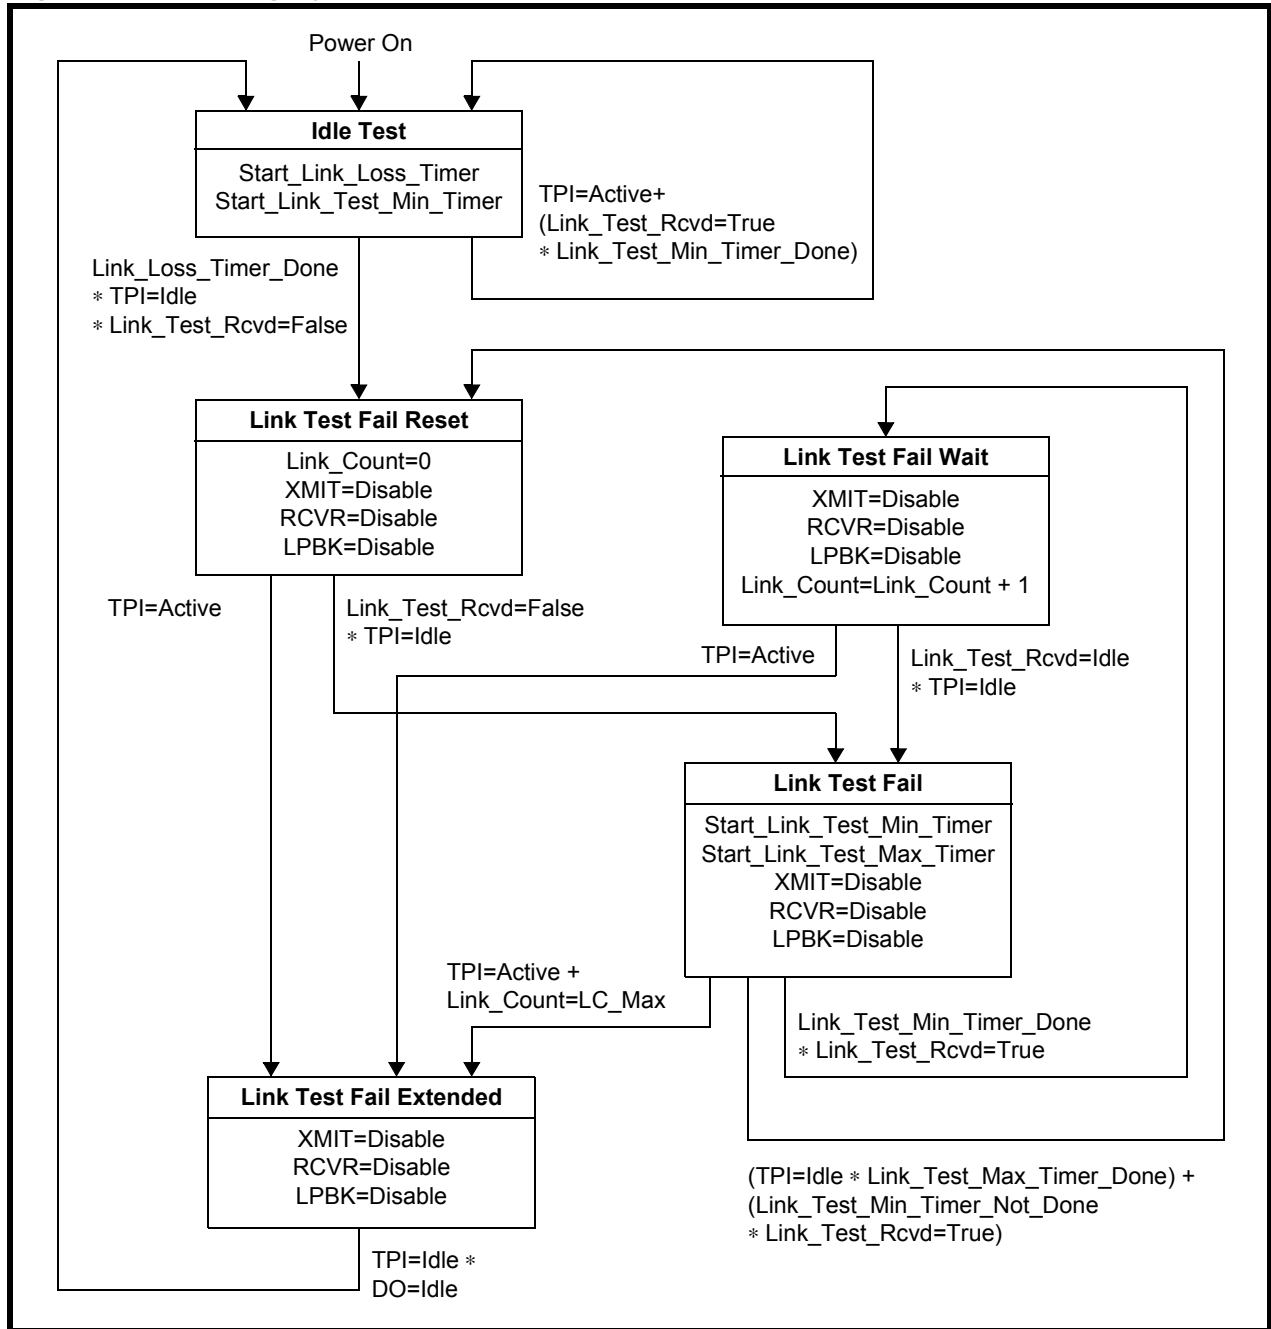 Power On
Idle Test
Start_Link_Loss_Timer
Start_Link_Test_Min_Timer
TPI=Active+
(Link_Test_Rcvd=True
* Link_Test_Min_Timer_Done)
Link_Loss_Timer_Done
* TPI=Idle
* Link_Test_Rcvd=False
Link Test Fail Reset
Link_Count=0
XMIT=Disable
RCVR=Disable
LPBK=Disable
Link Test Fail Wait
XMIT=Disable
RCVR=Disable
LPBK=Disable
Link_Count=Link_Count + 1
TPI=Active
Link_Test_Rcvd=False
* TPI=Idle
TPI=Active
Link_Test_Rcvd=Idle
* TPI=Idle
Link Test Fail
Start_Link_Test_Min_Timer
Start_Link_Test_Max_Timer
XMIT=Disable
RCVR=Disable
LPBK=Disable
TPI=Active +
Link_Count=LC_Max
Link_Test_Min_Timer_Done
* Link_Test_Rcvd=True
Link Test Fail Extended
XMIT=Disable
RCVR=Disable
LPBK=Disable
(TPI=Idle * Link_Test_Max_Timer_Done) +
(Link_Test_Min_Timer_Not_Done
* Link_Test_Rcvd=True)
TPI=Idle *
DO=Idle